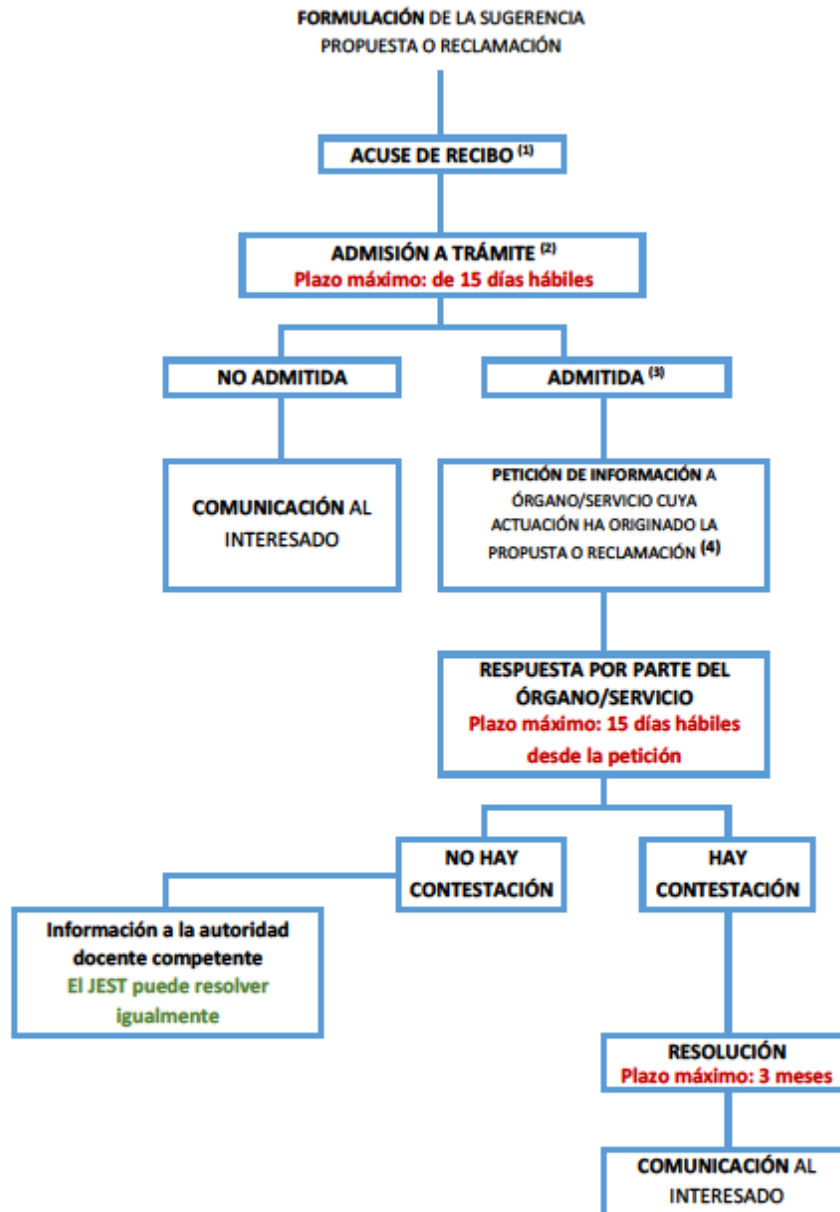 FORMULACIÓN DE LA SUGERENCIA
PROPUESTA O RECLAMACIÓN
ACUSE DE RECIBO (1)
ADMISIÓN A TRÁMITE (2)
Plazo máximo: de 15 días hábiles
NO ADMITIDA
ADMITIDA (3)
COMUNICACIÓN AL
INTERESADO
PETICIÓN DE INFORMACIÓN A
ÓRGANO/SERVICIO CUYA
ACTUACIÓN HA ORIGINADO LA
PROPUSTA O RECLAMACIÓN (4)
RESPUESTA POR PARTE DEL
ÓRGANO/SERVICIO
Plazo máximo: 15 días hábiles
desde la petición
NO HAY
CONTESTACIÓN
HAY
CONTESTACIÓN
Información a la autoridad
docente competente
El JEST puede resolver
igualmente
RESOLUCIÓN
Plazo máximo: 3 meses
COMUNICACIÓN AL
INTERESADO